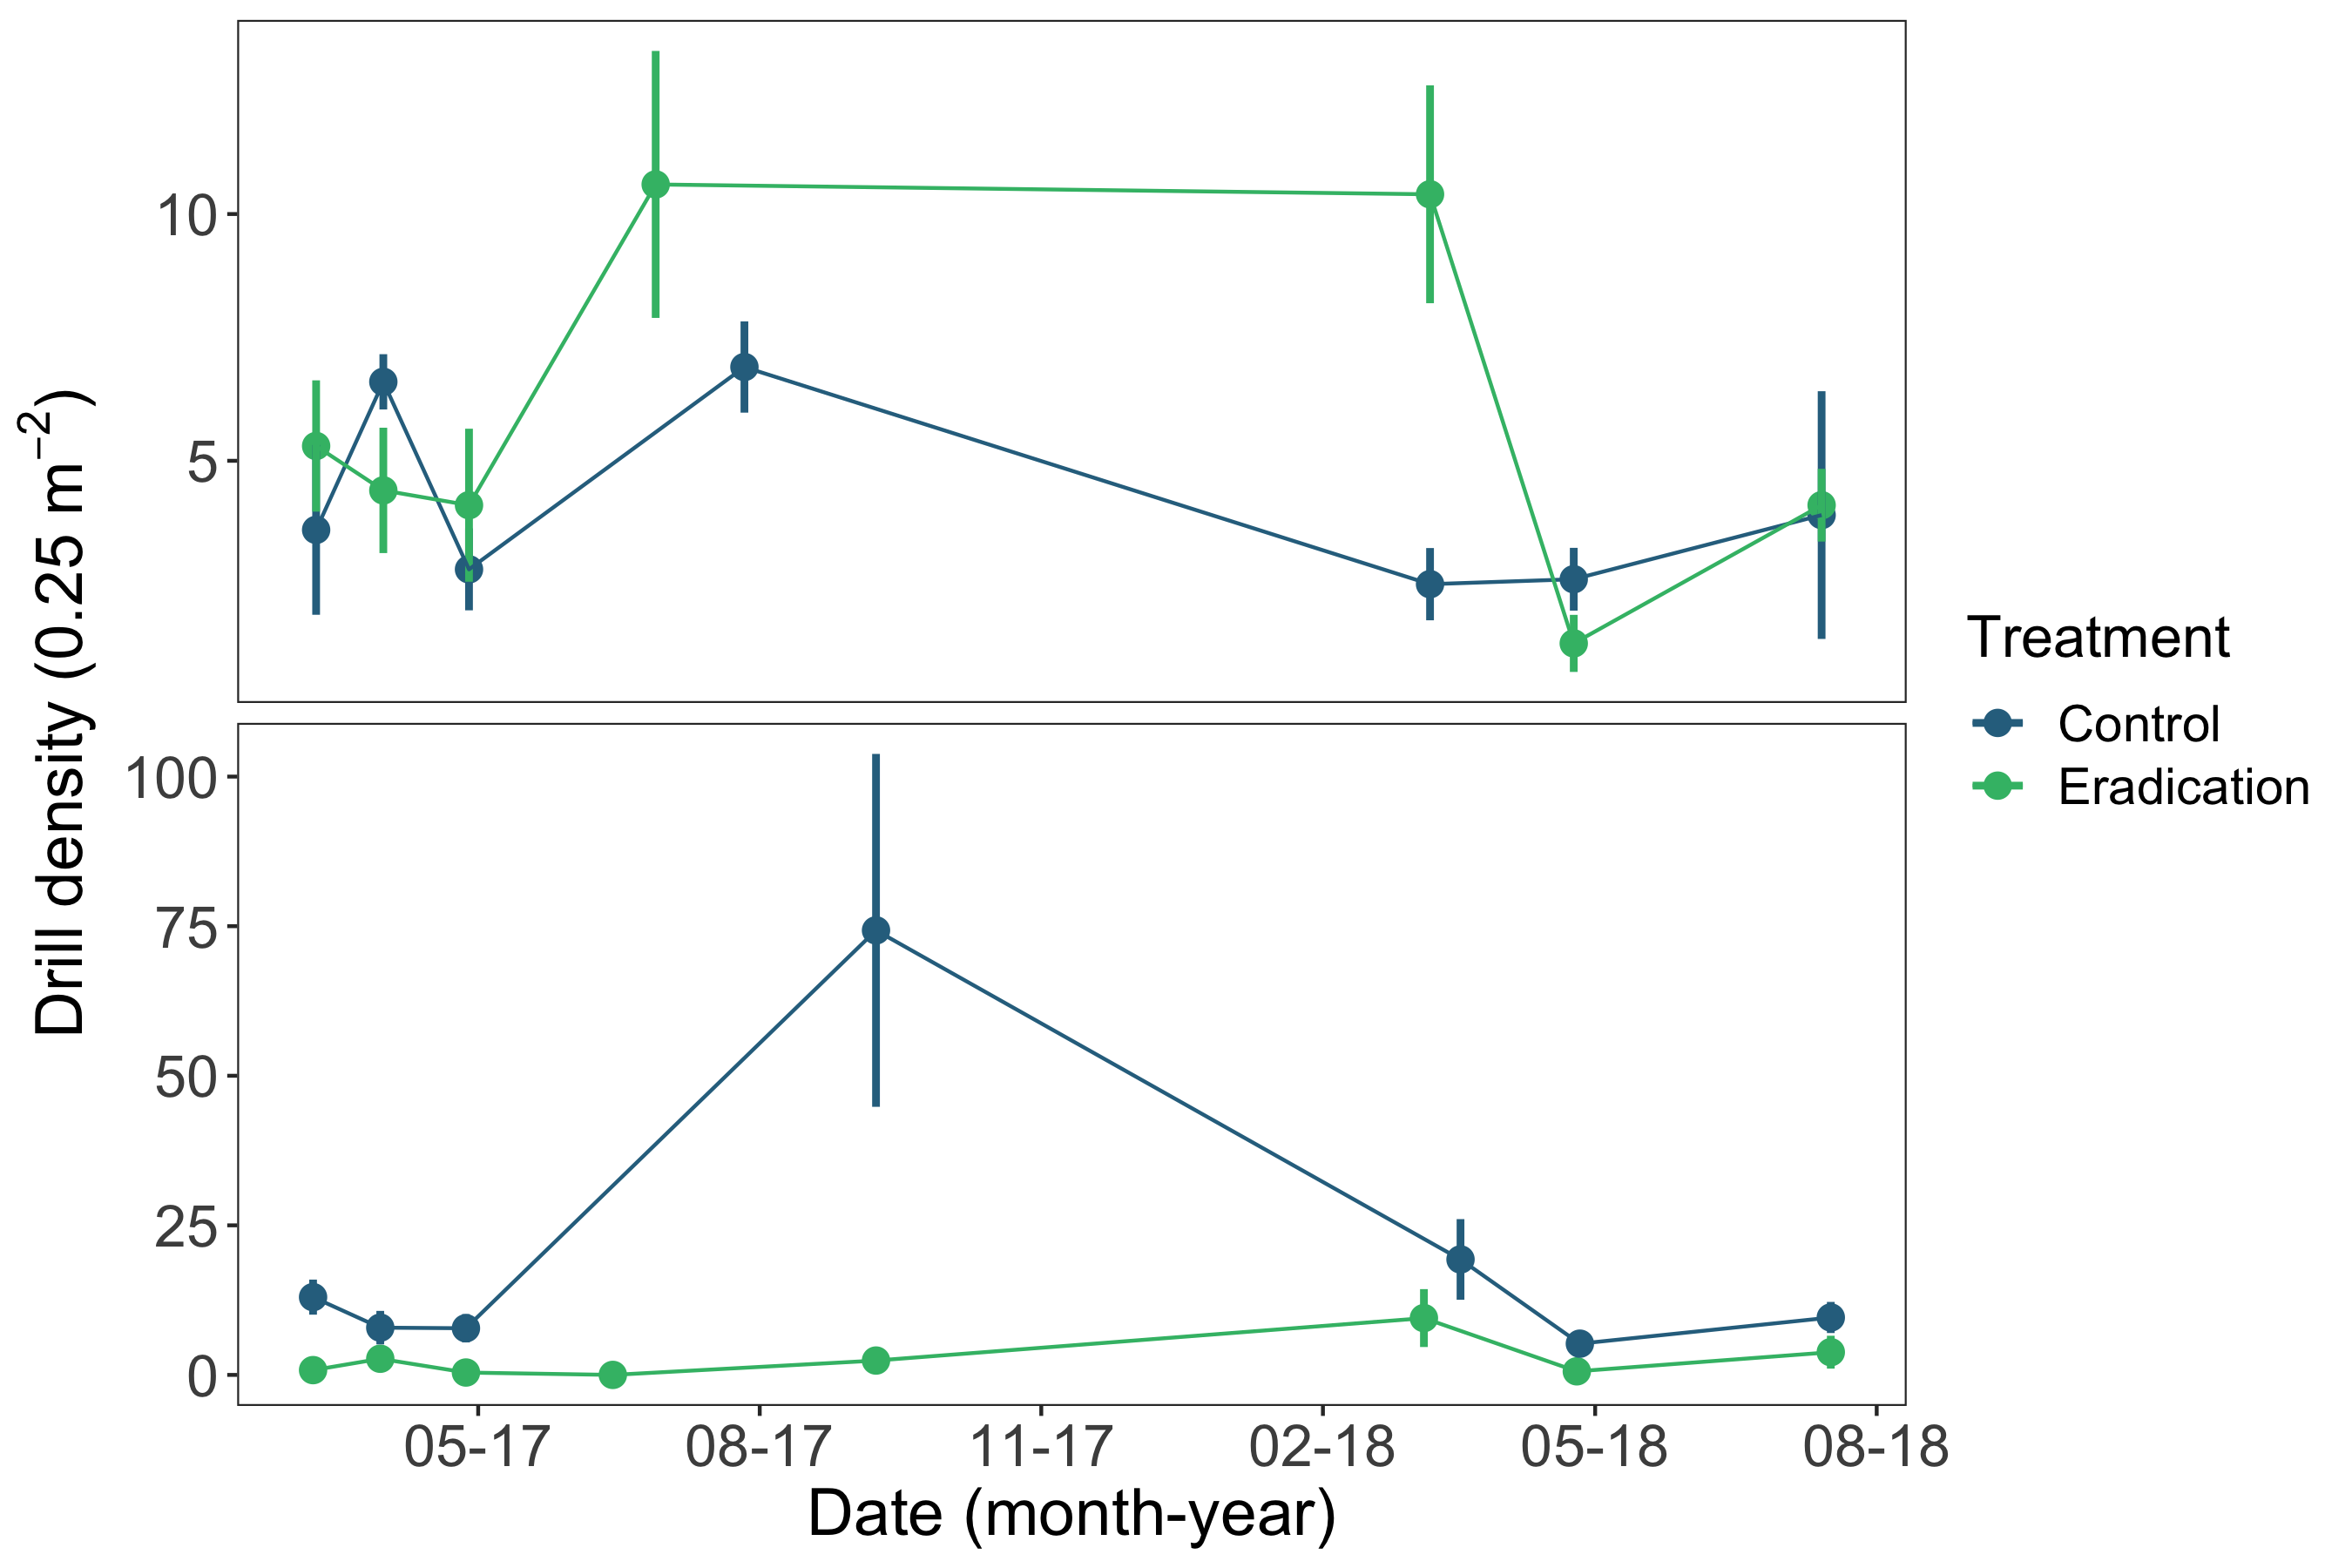 Drill density (0.25 m⁻²)
10
5
100
75
50
25
0
05-17 08-17 11-17 02-18 05-18 08-18
Date (month-year)
Treatment
Control
Eradication